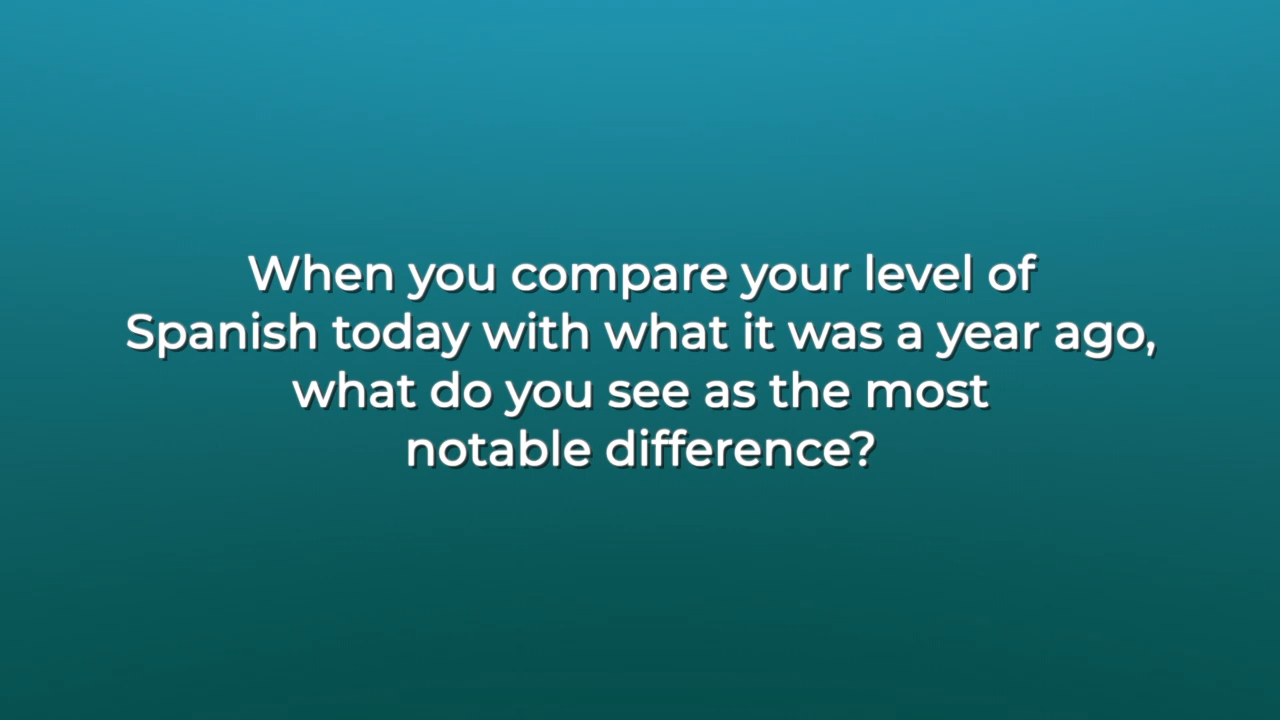 When you compare your level of
Spanish today with what it was a year ago,
what do you see as the most
notable difference?